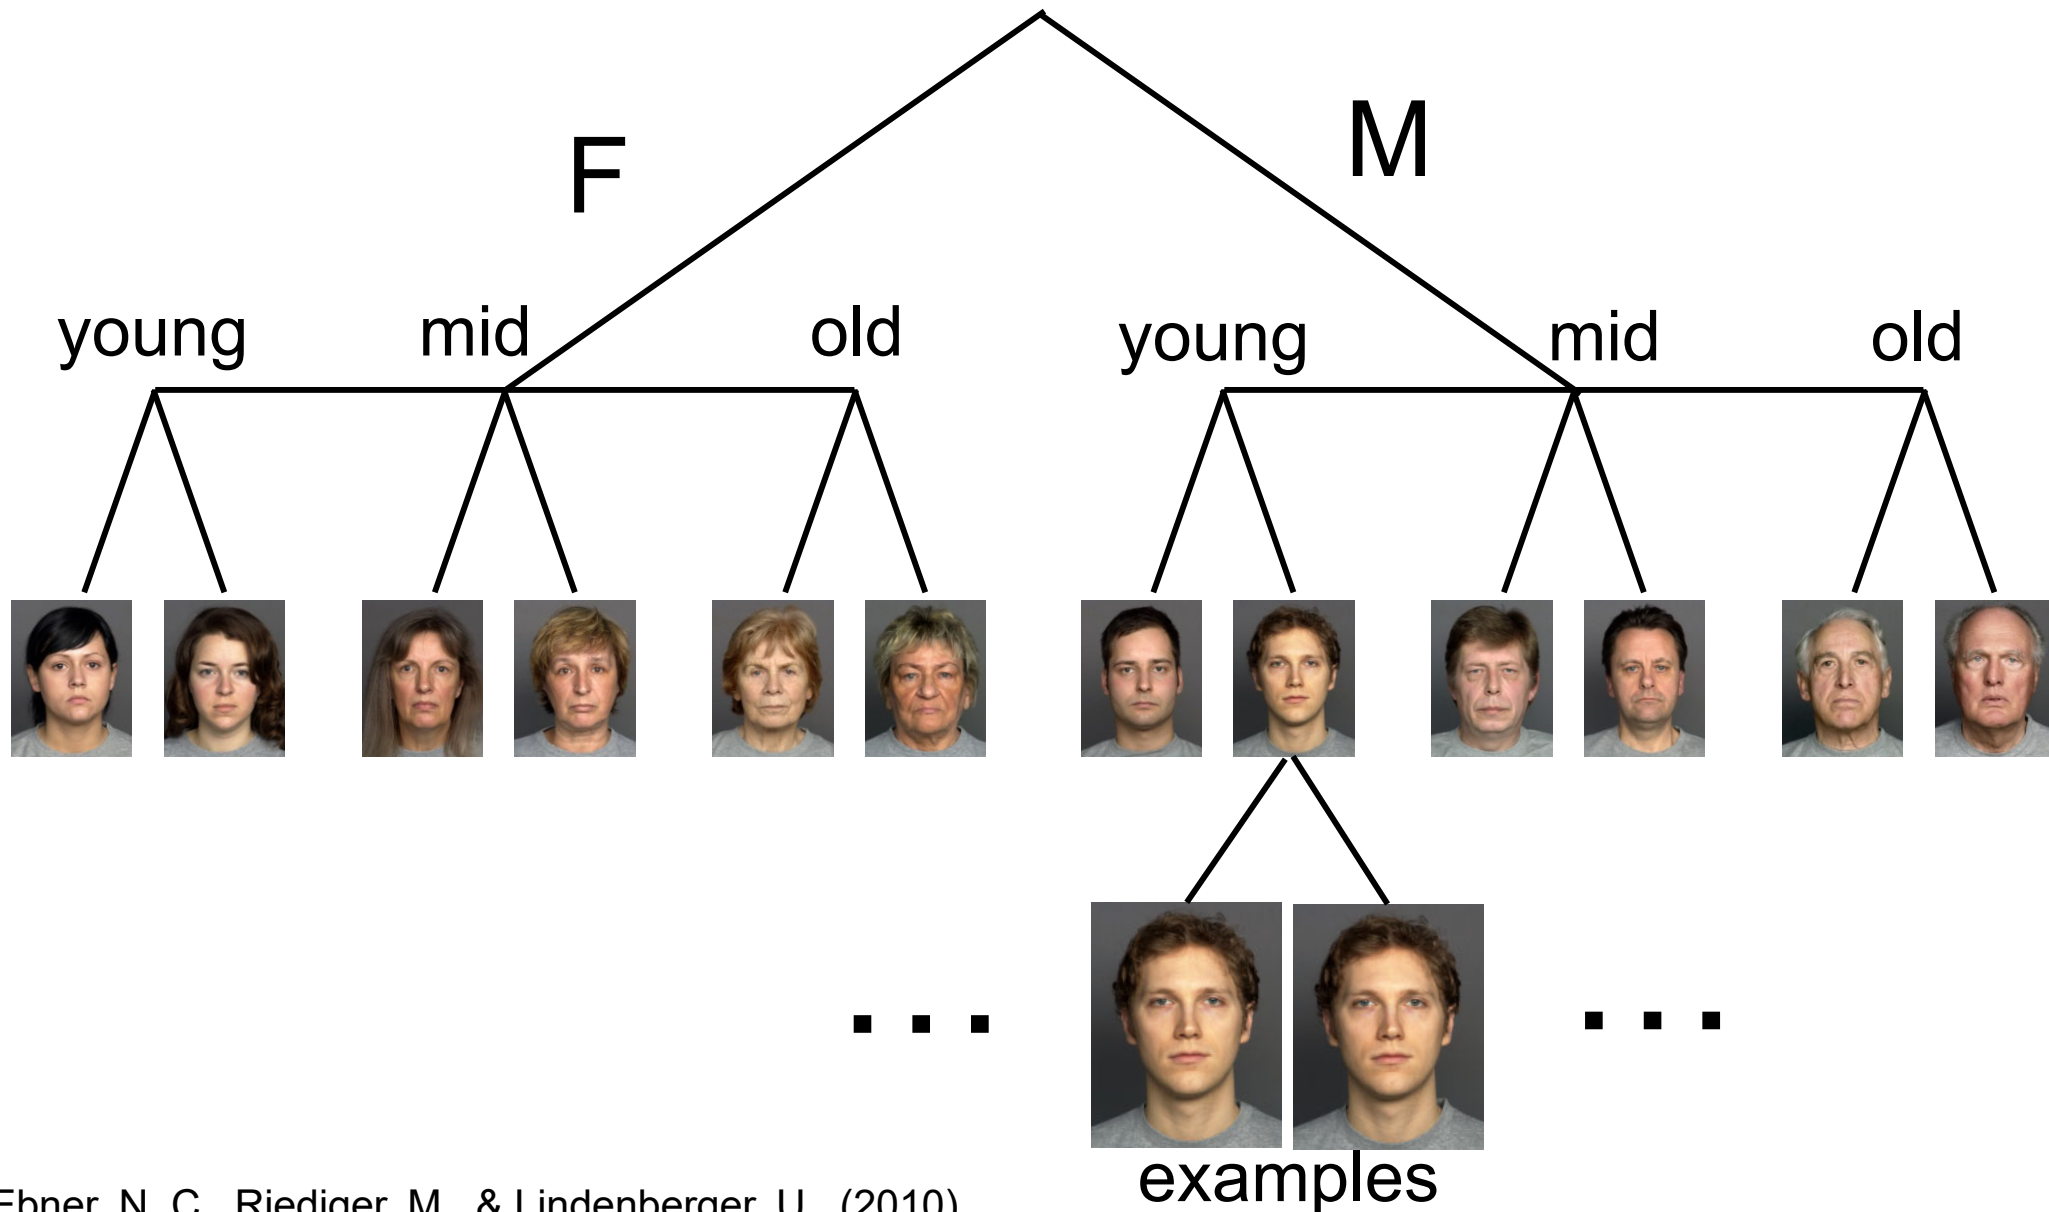 F
M
young mid old young mid old
. . .
. . .
examples
Ebner, N. C., Riediger, M., & Lindenberger, U. (2010)